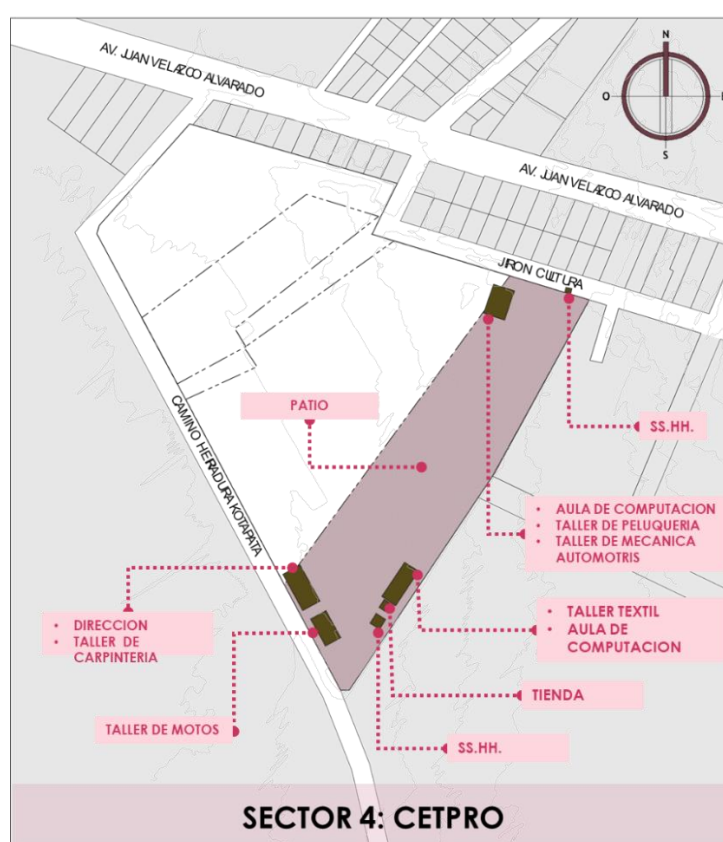 AV. JUAN VELAZCO ALVARADO
N
O
S
AV. JUAN VELAZCO ALVARADO
JIRON CULTURA
PATIO
SS.HH.
CAMINO HERRADURA KOTAPATA
• AULA DE COMPUTACION
• TALLER DE PELUQUERIA
• TALLER DE MECANICA
AUTOMOTRIS
• DIRECCION
• TALLER DE
CARPINTERIA
• TALLER TEXTIL
• AULA DE
COMPUTACION
TIENDA
TALLER DE MOTOS
SS.HH.
SECTOR 4: CETPRO